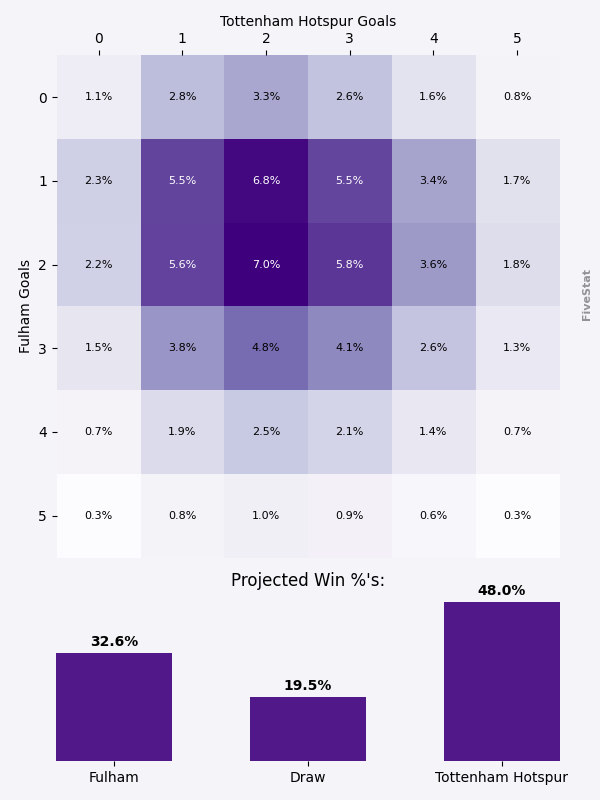 Tottenham Hotspur Goals
0 1 2 3 4 5
0 1.1% 2.8% 3.3% 2.6% 1.6% 0.8%
1 2.3% 5.5% 6.8% 5.5% 3.4% 1.7%
2 2.2% 5.6% 7.0% 5.8% 3.6% 1.8%
3 1.5% 3.8% 4.8% 4.1% 2.6% 1.3%
4 0.7% 1.9% 2.5% 2.1% 1.4% 0.7%
5 0.3% 0.8% 1.0% 0.9% 0.6% 0.3%
Fulham Goals
FiveStat
Projected Win %'s:
32.6% 19.5% 48.0%
Fulham Draw Tottenham Hotspur